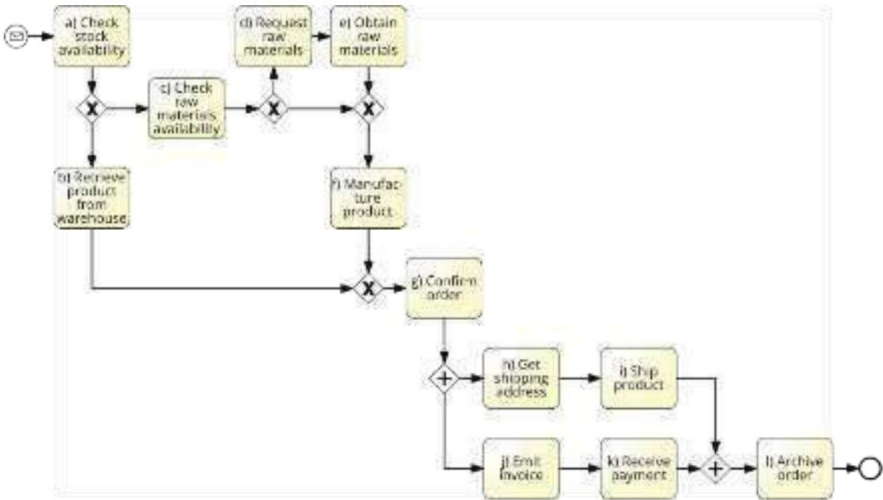 a) Check
stock
availability
d) Request
raw
materials
e) Obtain
raw
materials
c) Check
raw
materials
availability
b) Retrieve
product
from
warehouse
f) Manufac-
ture
product
g) Confirm
order
h) Get
shipping
address
i) Ship
product
j) Emit
invoice
k) Receive
payment
l) Archive
order